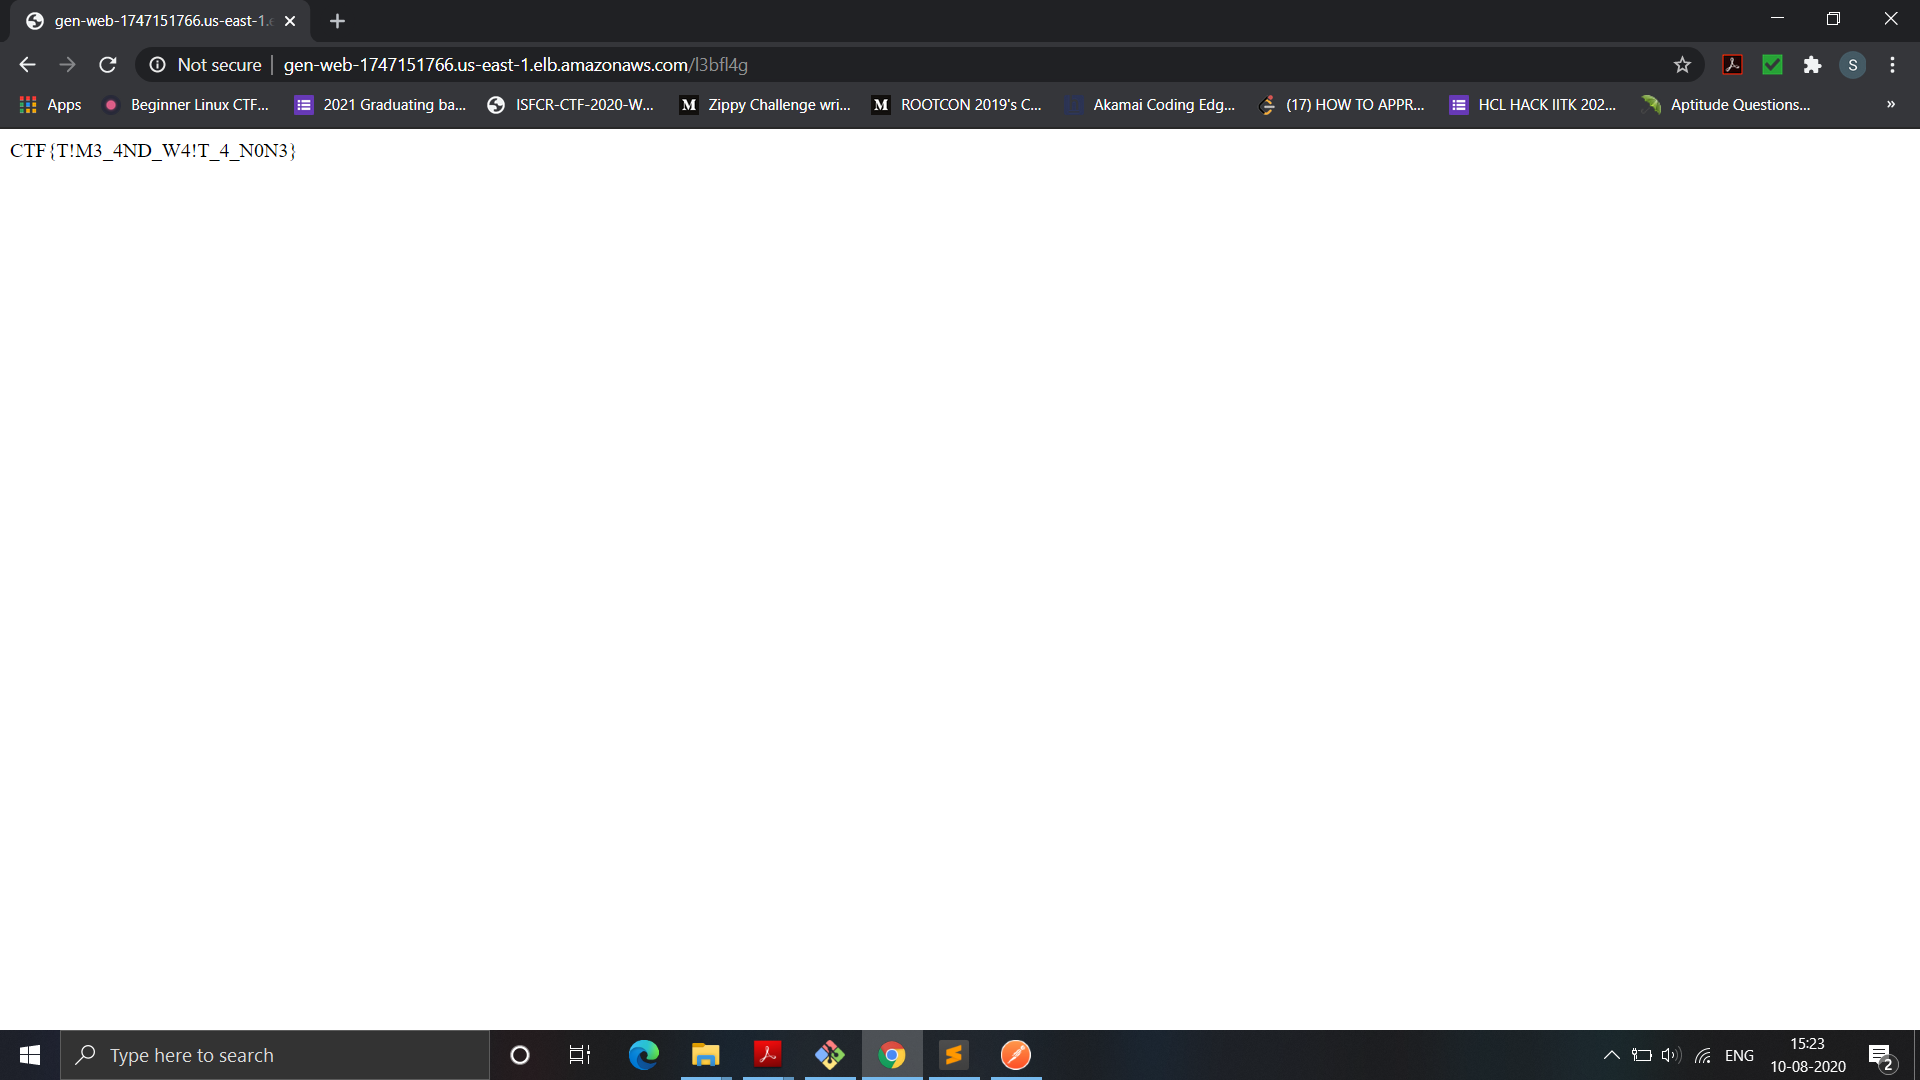 gen-web-1747151766.us-east-1.e
Not secure gen-web-1747151766.us-east-1.elb.amazonaws.com/l3bfl4g
S
Apps Beginner Linux CTF... 2021 Graduating ba... ISFCR-CTF-2020-W... Zippy Challenge wri... ROOTCON 2019's C... Akamai Coding Edg... (17) HOW TO APPR... HCL HACK IITK 202... Aptitude Questions... »
CTF{T!M3_4ND_W4!T_4_N0N3}
Type here to search
ENG
15:23
10-08-2020
2